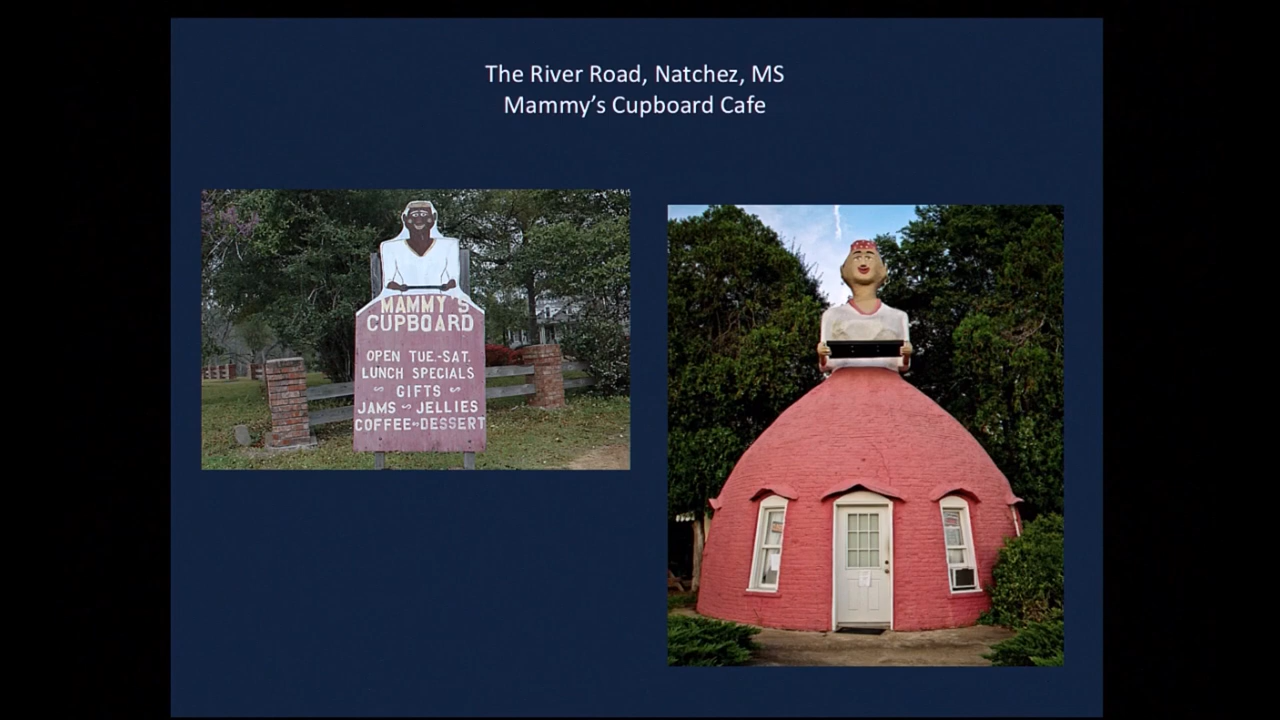 The River Road, Natchez, MS
Mammy's Cupboard Cafe
MAMMY'S
CUPBOARD
OPEN TUE.-SAT.
LUNCH SPECIALS
~ GIFTS ~
JAMS ~ JELLIES
COFFEE~DESSERT